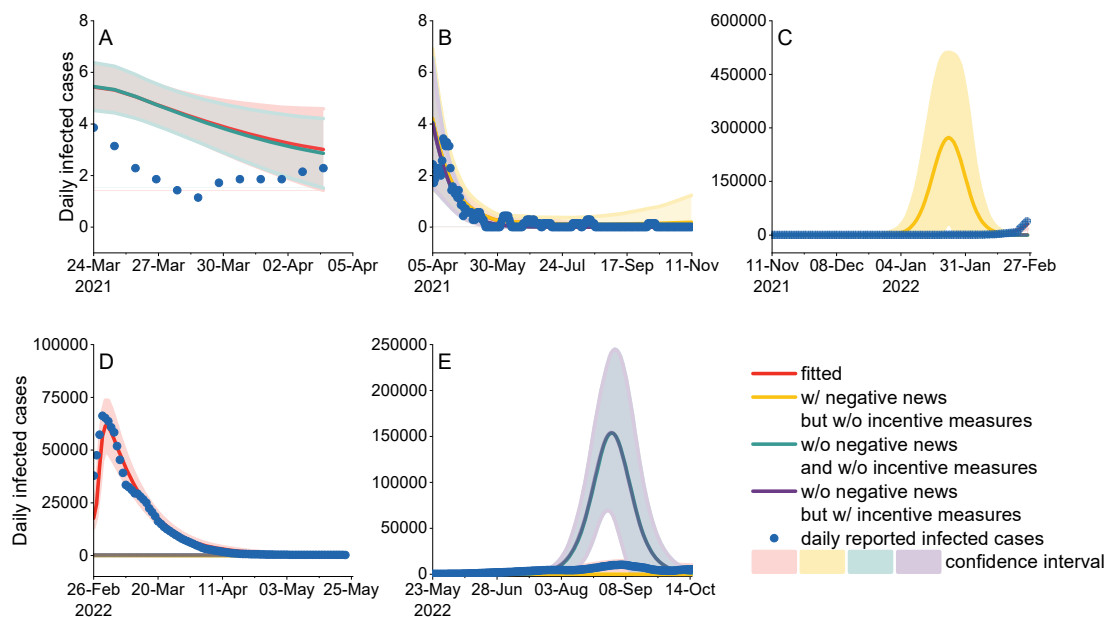 A
Daily infected cases
8
6
4
2
0
24-Mar 27-Mar 30-Mar 02-Apr 05-Apr
2021
B
8
6
4
2
0
05-Apr 30-May 24-Jul 17-Sep 11-Nov
2021
C
600000
450000
300000
150000
0
11-Nov 08-Dec 04-Jan 31-Jan 27-Feb
2021 2022
D
Daily infected cases
100000
75000
50000
25000
0
26-Feb 20-Mar 11-Apr 03-May 25-May
2022
E
250000
200000
150000
100000
50000
0
23-May 28-Jun 03-Aug 08-Sep 14-Oct
2022
fitted
w/ negative news
but w/o incentive measures
w/o negative news
and w/o incentive measures
w/o negative news
but w/ incentive measures
daily reported infected cases
confidence interval